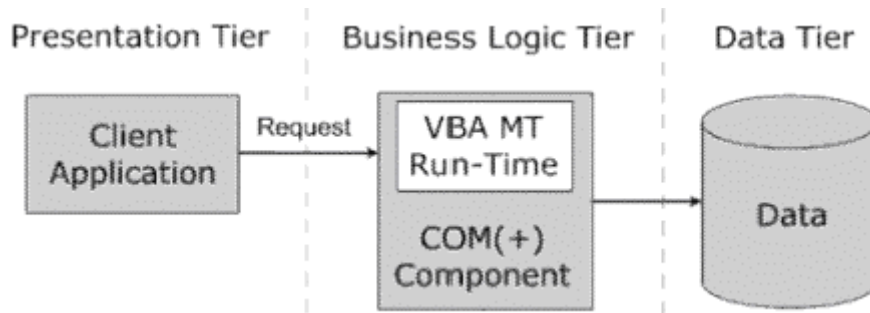 Presentation Tier
Business Logic Tier
Data Tier
Client
Application
Request
VBA MT
Run-Time
COM(+)
Component
Data